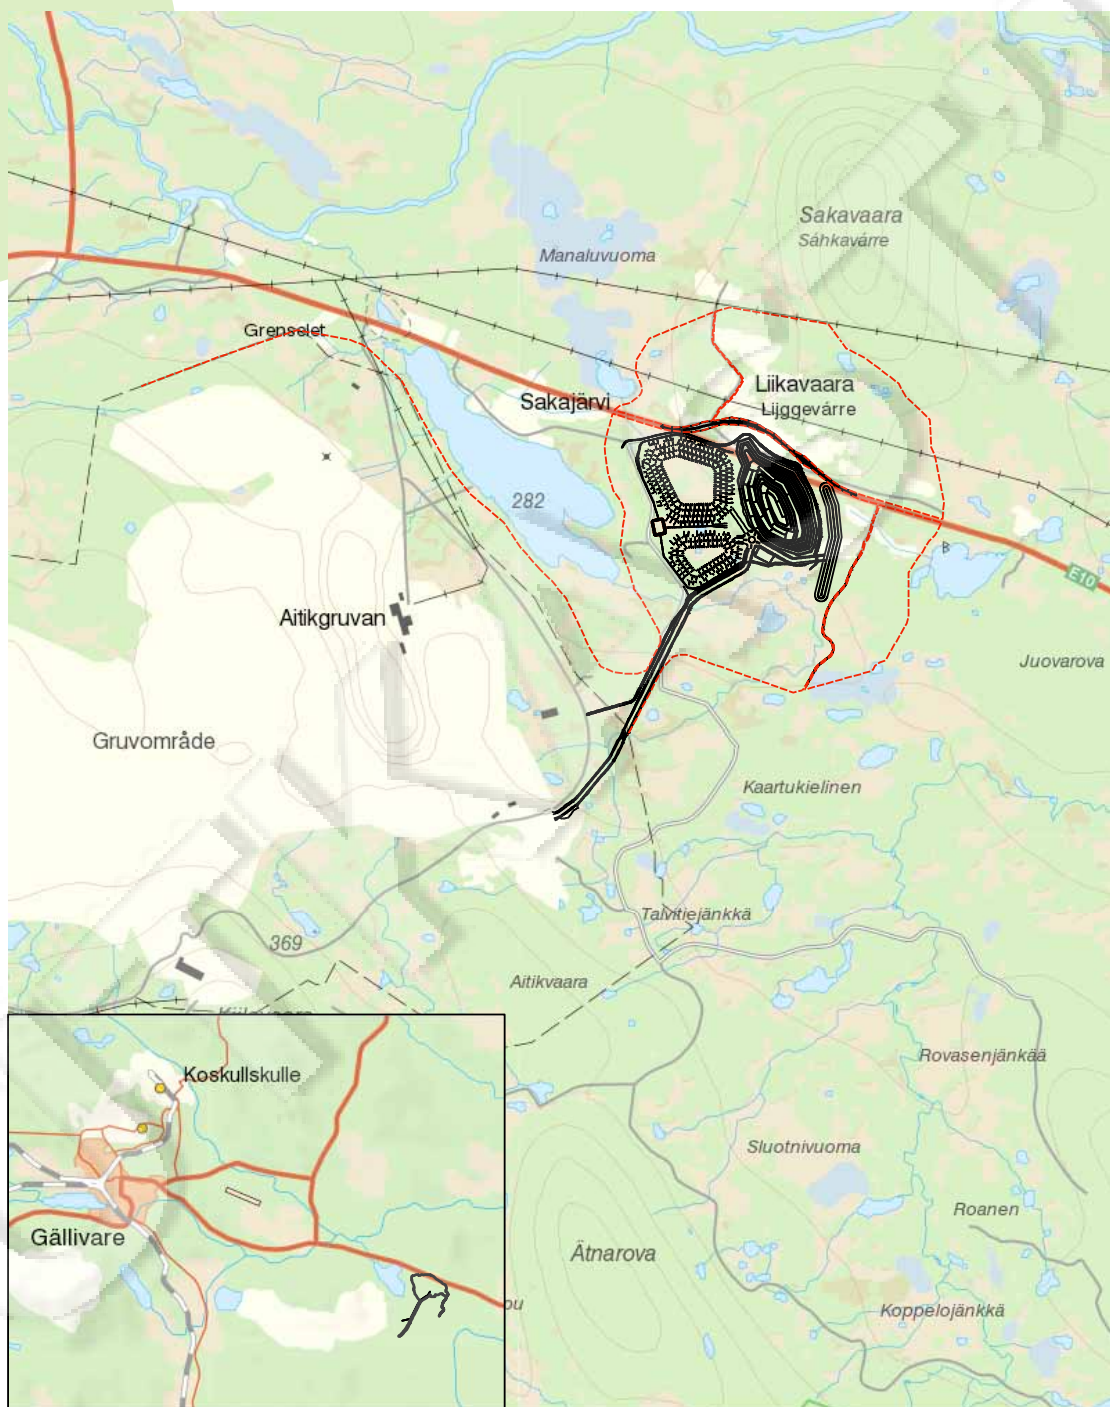 Sakavaara
Sáhkavárre
Manaluvuoma
Grenselet
Liikavaara
Lijggevárre
Sakajärvi
282
B
E10
Aitikgruvan
Juovarova
Gruvområde
Kaartukielinen
Talvitiejänkkä
369
Aitikvaara
Rovasenjänkää
Koskullskulle
Sluotnivuoma
Roanen
Gällivare
Ätnarova
Koppelojänkkä